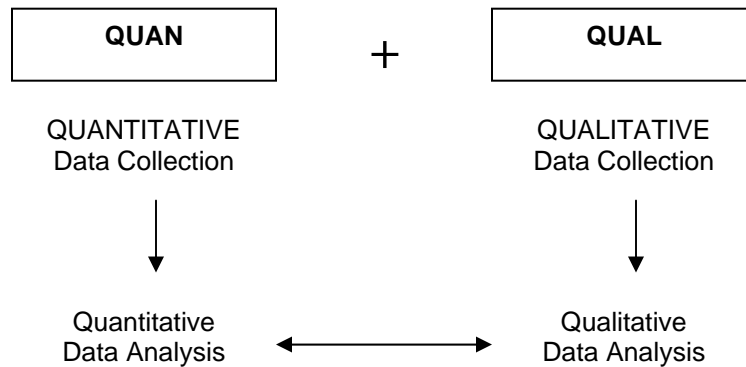 QUAN
+
QUAL
QUANTITATIVE
Data Collection
QUALITATIVE
Data Collection
Quantitative
Data Analysis
Qualitative
Data Analysis